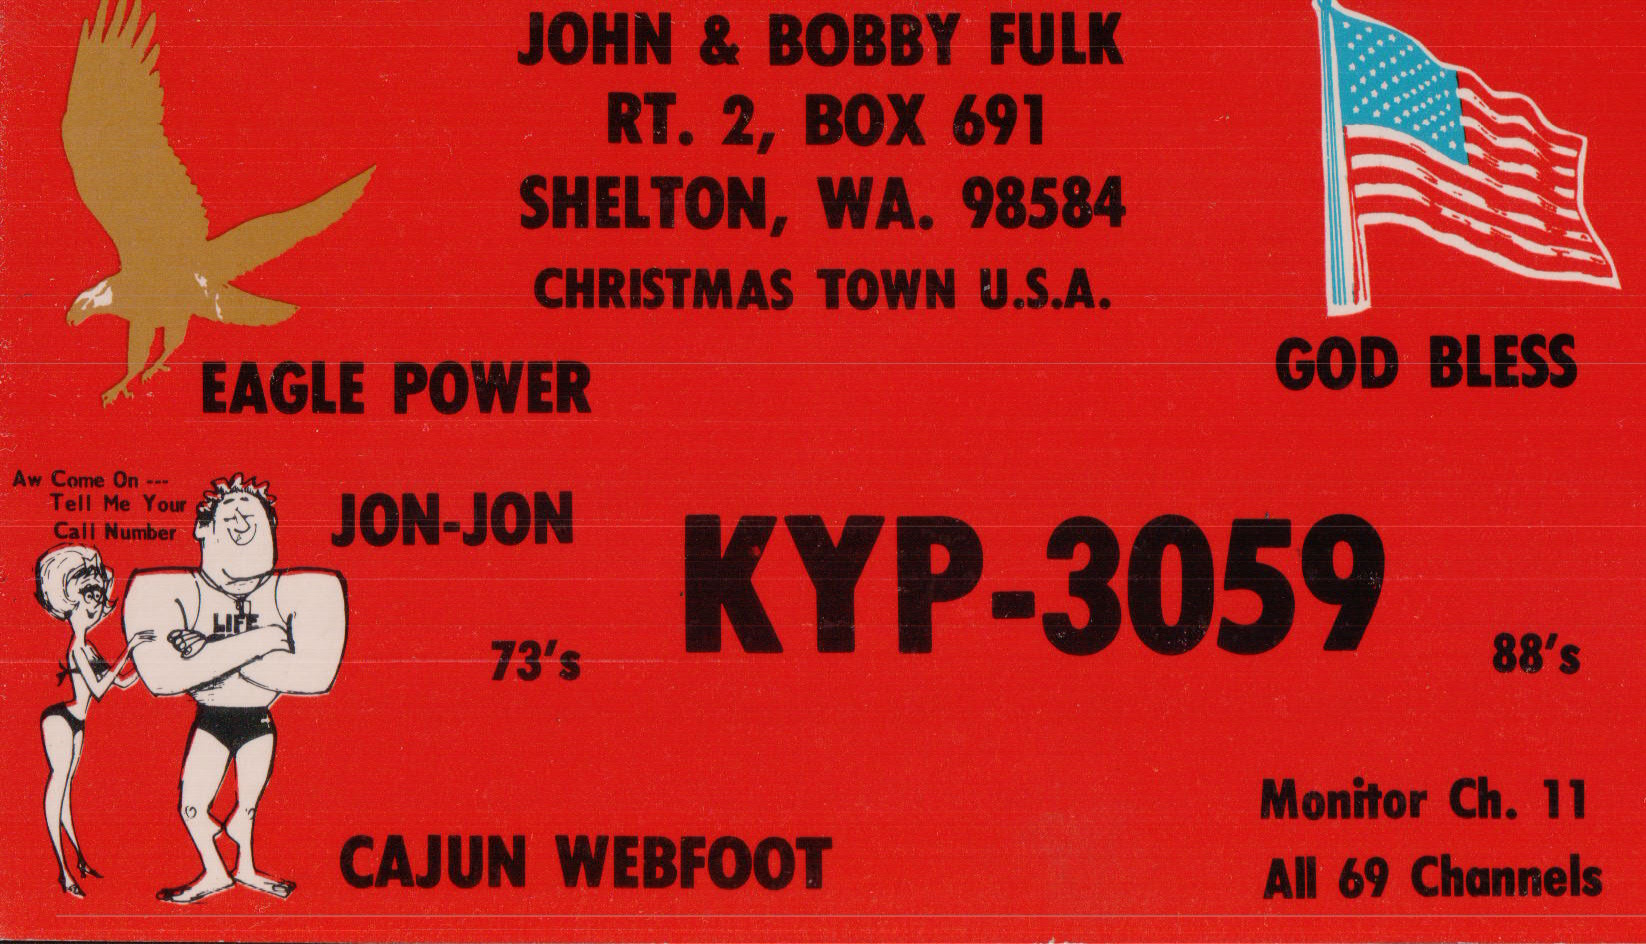 JOHN & BOBBY FULK
RT. 2, BOX 691
SHELTON, WA. 98584
CHRISTMAS TOWN U.S.A.
EAGLE POWER
GOD BLESS
Aw Come On ---
Tell Me Your
Call Number
JON-JON
KYP-3059
LIFE
73's
88's
Monitor Ch. 11
CAJUN WEBFOOT
All 69 Channels